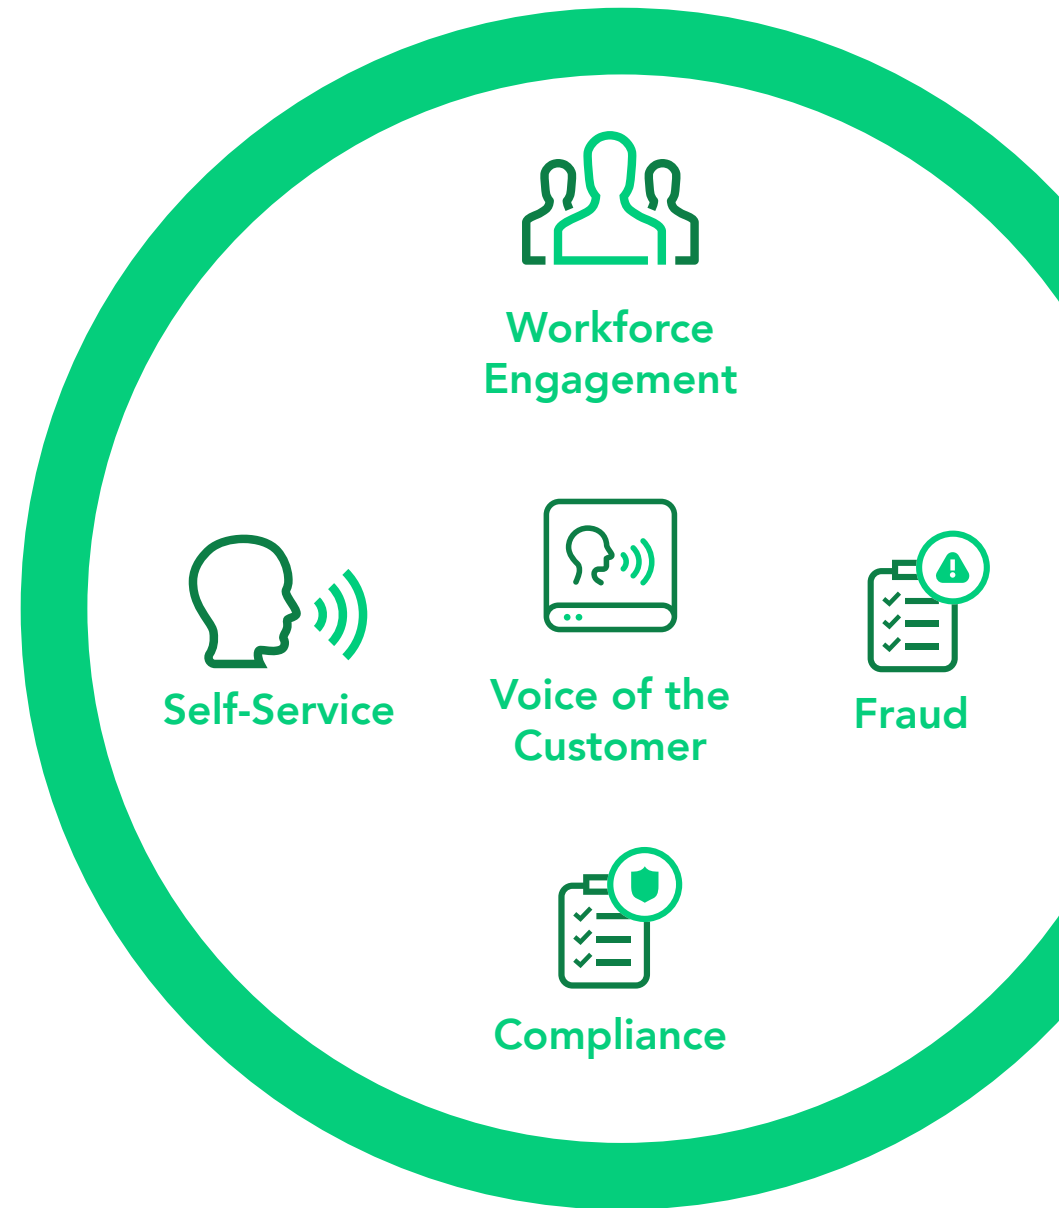 Workforce
Engagement
Self-Service
Voice of the
Customer
Fraud
Compliance